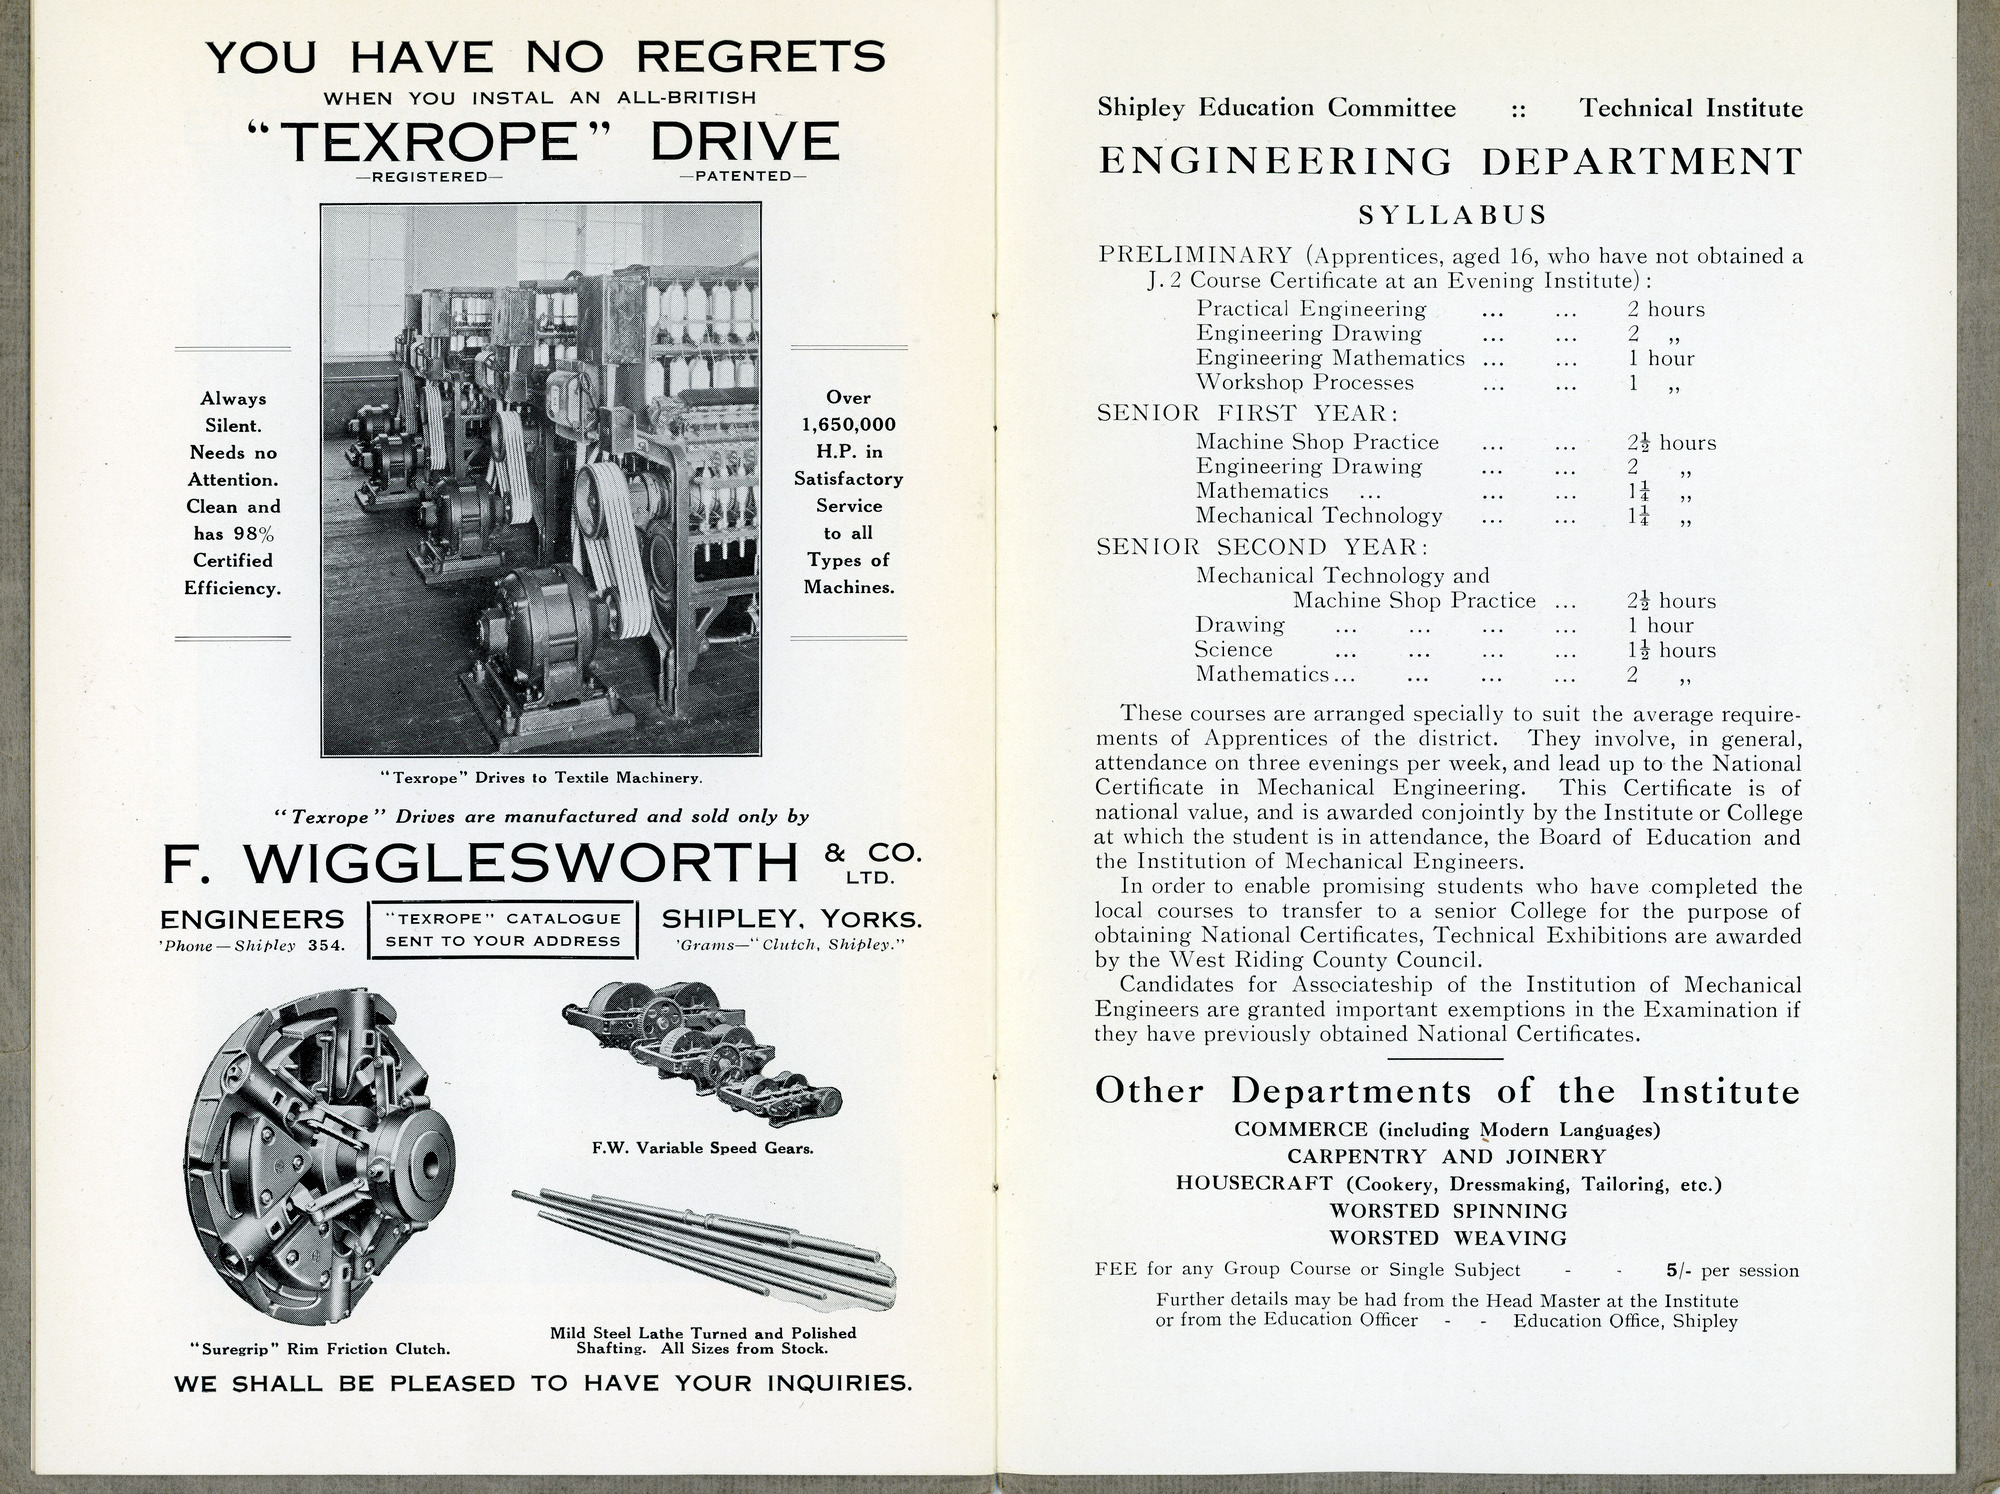 YOU HAVE NO REGRETS
WHEN YOU INSTAL AN ALL-BRITISH
"TEXROPE" DRIVE
—REGISTERED— —PATENTED—
Always
Silent.
Needs no
Attention.
Clean and
has 98%
Certified
Efficiency.
Over
1,650,000
H.P. in
Satisfactory
Service
to all
Types of
Machines.
"Texrope" Drives to Textile Machinery.
"Texrope" Drives are manufactured and sold only by
F. WIGGLESWORTH & CO. LTD.
ENGINEERS
'Phone—Shipley 354.
"TEXROPE" CATALOGUE
SENT TO YOUR ADDRESS
SHIPLEY, YORKS.
'Grams—"Clutch, Shipley."
F.W. Variable Speed Gears.
"Suregrip" Rim Friction Clutch.
Mild Steel Lathe Turned and Polished
Shafting. All Sizes from Stock.
WE SHALL BE PLEASED TO HAVE YOUR INQUIRIES.
Shipley Education Committee :: Technical Institute
ENGINEERING DEPARTMENT
SYLLABUS
PRELIMINARY (Apprentices, aged 16, who have not obtained a
J. 2 Course Certificate at an Evening Institute) :
Practical Engineering ... ... 2 hours
Engineering Drawing ... ... 2 „
Engineering Mathematics ... ... 1 hour
Workshop Processes ... ... 1 „
SENIOR FIRST YEAR:
Machine Shop Practice ... ... 2½ hours
Engineering Drawing ... ... 2 „
Mathematics ... ... ... 1¼ „
Mechanical Technology ... ... 1¼ „
SENIOR SECOND YEAR:
Mechanical Technology and
Machine Shop Practice ... 2½ hours
Drawing ... ... ... ... 1 hour
Science ... ... ... ... 1½ hours
Mathematics ... ... ... ... 2 „
These courses are arranged specially to suit the average require-
ments of Apprentices of the district. They involve, in general,
attendance on three evenings per week, and lead up to the National
Certificate in Mechanical Engineering. This Certificate is of
national value, and is awarded conjointly by the Institute or College
at which the student is in attendance, the Board of Education and
the Institution of Mechanical Engineers.
In order to enable promising students who have completed the
local courses to transfer to a senior College for the purpose of
obtaining National Certificates, Technical Exhibitions are awarded
by the West Riding County Council.
Candidates for Associateship of the Institution of Mechanical
Engineers are granted important exemptions in the Examination if
they have previously obtained National Certificates.
Other Departments of the Institute
COMMERCE (including Modern Languages)
CARPENTRY AND JOINERY
HOUSECRAFT (Cookery, Dressmaking, Tailoring, etc.)
WORSTED SPINNING
WORSTED WEAVING
FEE for any Group Course or Single Subject - - 5/- per session
Further details may be had from the Head Master at the Institute
or from the Education Officer - - Education Office, Shipley